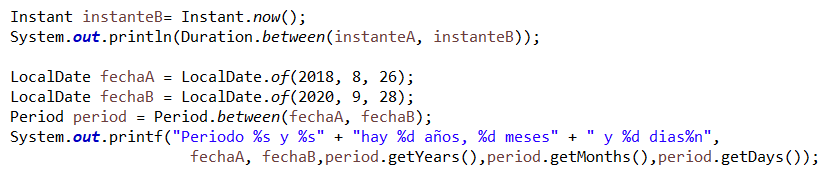 Instant instanteB= Instant.now();
System.out.println(Duration.between(instanteA, instanteB));
LocalDate fechaA = LocalDate.of(2018, 8, 26);
LocalDate fechaB = LocalDate.of(2020, 9, 28);
Period period = Period.between(fechaA, fechaB);
System.out.printf("Periodo %s y %s" + "hay %d años, %d meses" + " y %d dias%n",
fechaA, fechaB,period.getYears(),period.getMonths(),period.getDays());